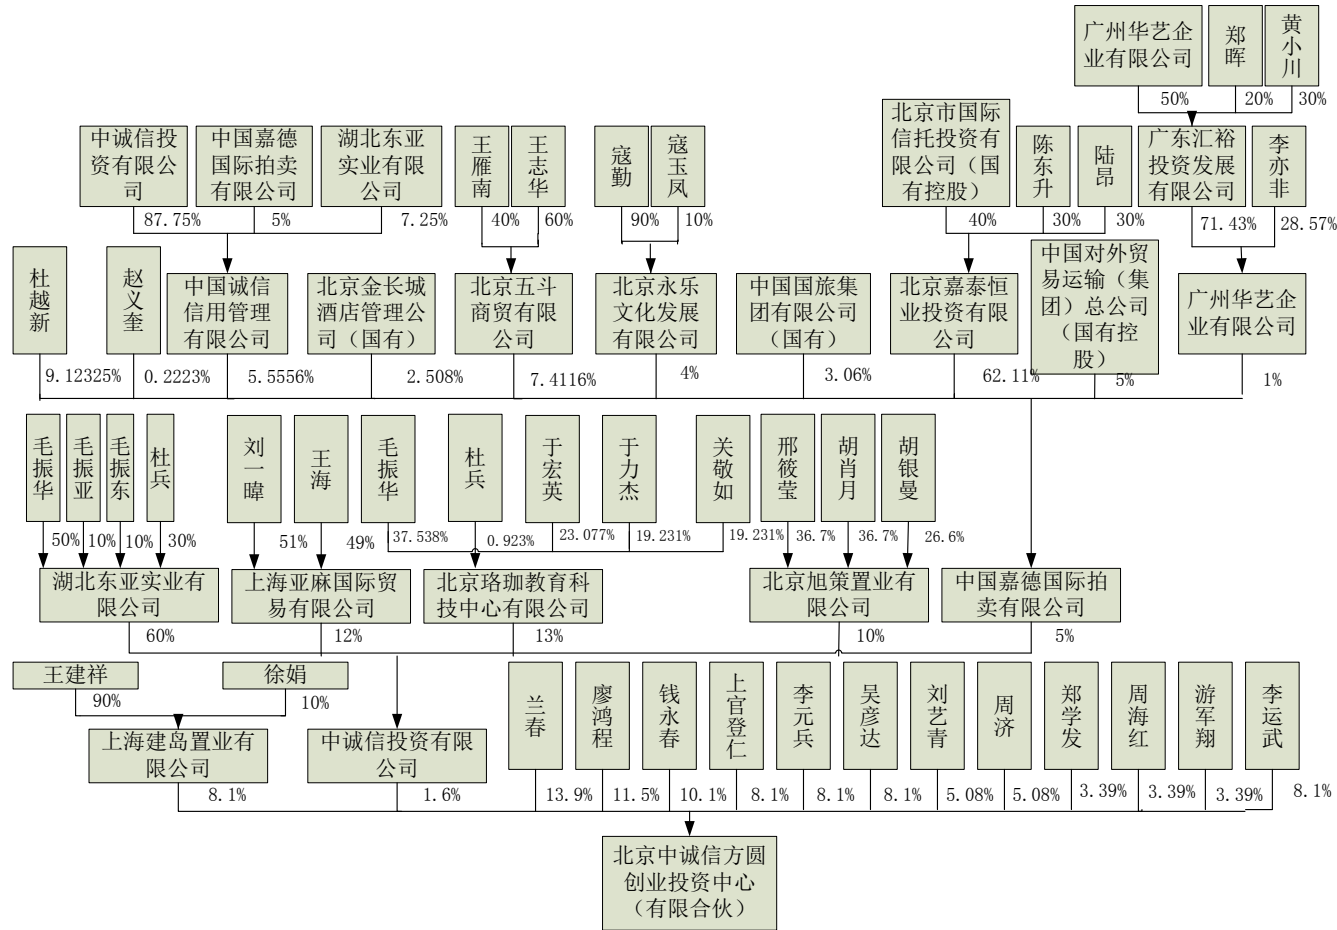 广州华艺企
业有限公司
郑晖
黄小川
50%
20%
30%
中诚信投
资有限公
司
中国嘉德
国际拍卖
有限公司
湖北东亚
实业有限
公司
王雁南
王志华
寇勤
寇玉凤
北京市国际
信托投资有
限公司（国
有控股）
陈东升
陆昂
广东汇裕
投资发展
有限公司
李亦非
87.75%
5%
7.25%
40%
60%
90%
10%
40%
30%
30%
71.43%
28.57%
杜越新
赵义奎
中国诚信
信用管理
有限公司
北京金长城
酒店管理公
司（国有）
北京五斗
商贸有限
公司
北京永乐
文化发展
有限公司
中国国旅集
团有限公司
（国有）
北京嘉泰恒
业投资有限
公司
中国对外贸
易运输（集
团）总公司
（国有控
股）
广州华艺企
业有限公司
9.12325%
0.2223%
5.5556%
2.508%
7.4116%
4%
3.06%
62.11%
5%
1%
毛振华
毛振亚
毛振东
杜兵
刘一暐
王海
毛振华
杜兵
于宏英
于力杰
关敬如
邢筱莹
胡肖月
胡银曼
50%
10%
10%
30%
51%
49%
37.538%
0.923%
23.077%
19.231%
19.231%
36.7%
36.7%
26.6%
湖北东亚实业有
限公司
上海亚麻国际贸
易有限公司
北京珞珈教育科
技中心有限公司
北京旭策置业有
限公司
中国嘉德国际拍
卖有限公司
60%
12%
13%
10%
5%
王建祥
徐娟
90%
10%
上海建岛置业有
限公司
中诚信投资有限
公司
兰春
廖鸿程
钱永春
上官登仁
李元兵
吴彦达
刘艺青
周济
郑学发
周海红
游军翔
李运武
8.1%
1.6%
13.9%
11.5%
10.1%
8.1%
8.1%
8.1%
5.08%
5.08%
3.39%
3.39%
3.39%
8.1%
北京中诚信方圆
创业投资中心
（有限合伙）